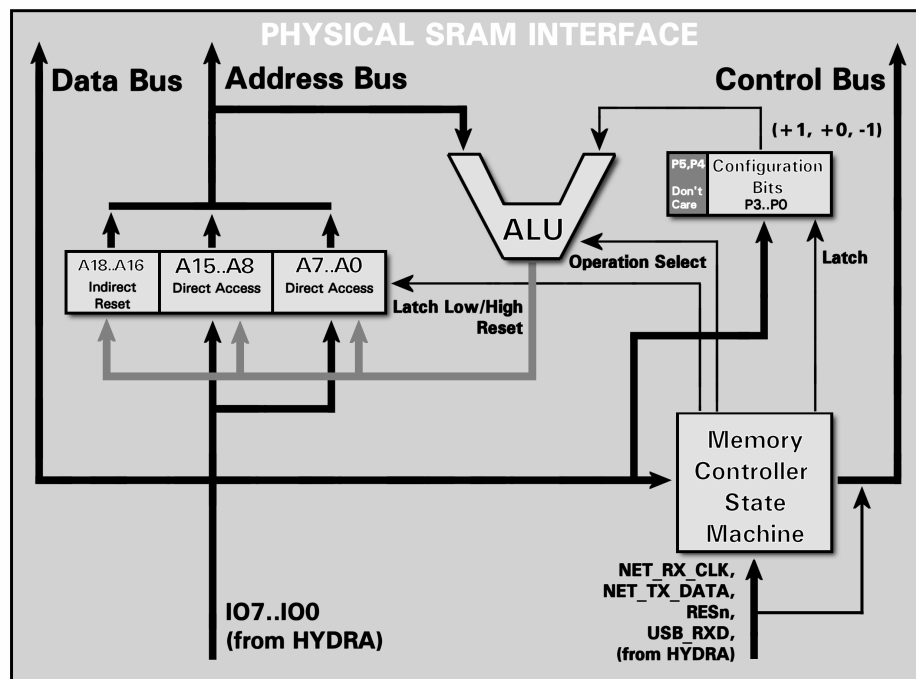 PHYSICAL SRAM INTERFACE
Data Bus
Address Bus
Control Bus
(+1, +0, -1)
P5,P4
Don't
Care
Configuration
Bits
P3..P0
ALU
A18..A16
Indirect
Reset
A15..A8
Direct Access
A7..A0
Direct Access
Operation Select
Latch
Latch Low/High
Reset
Memory
Controller
State
Machine
IO7..IO0
(from HYDRA)
NET_RX_CLK,
NET_TX_DATA,
RESn,
USB_RXD,
(from HYDRA)